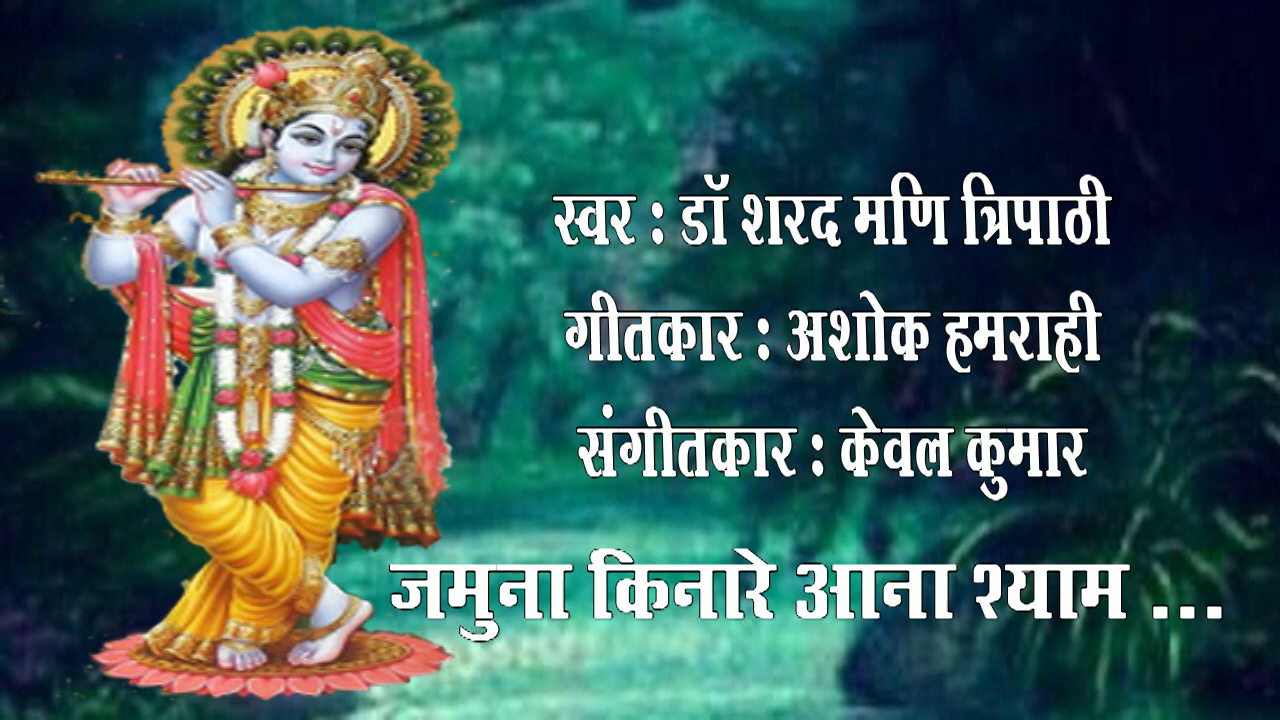 स्वर : डॉ शरद मणि त्रिपाठी
गीतकार : अशोक हमराही
संगीतकार : केवल कुमार
जमुना किनारे आना श्याम ...